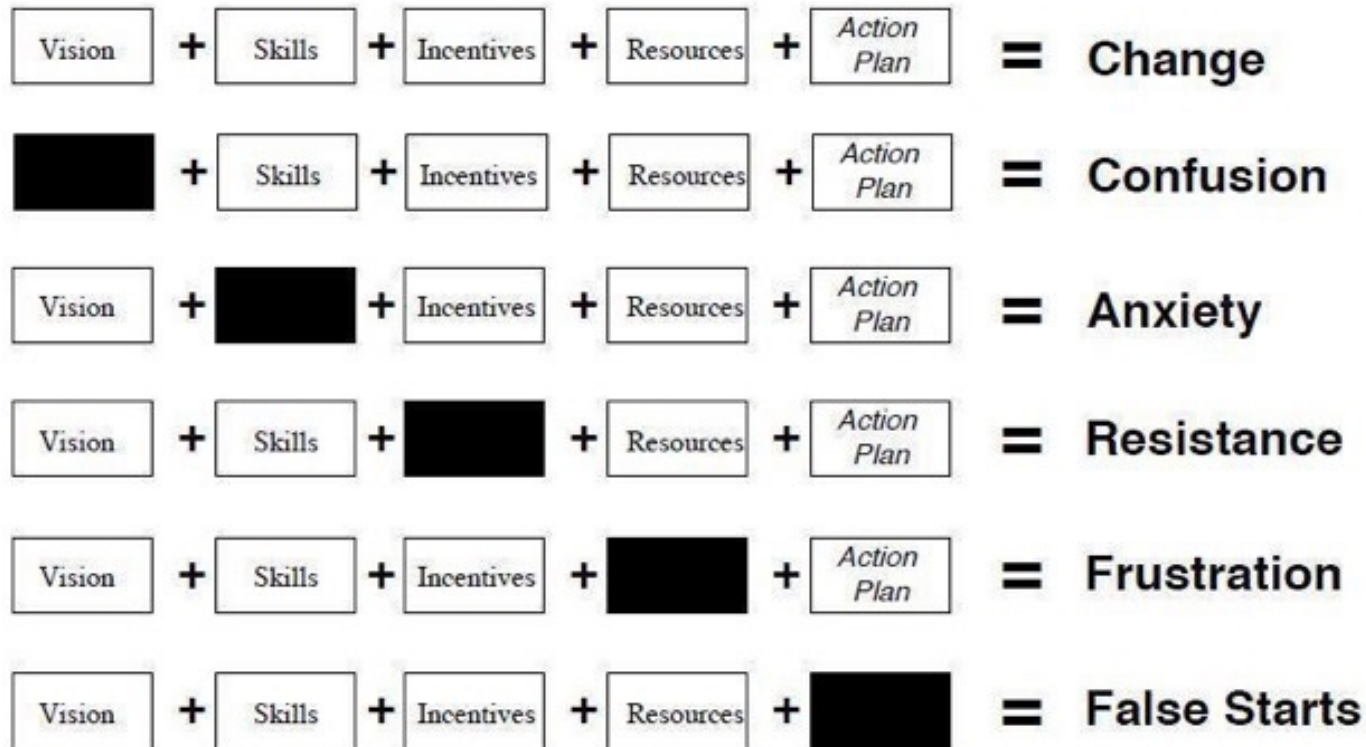 Vision + Skills + Incentives + Resources + Action Plan = Change
+ Skills + Incentives + Resources + Action Plan = Confusion
Vision + + Incentives + Resources + Action Plan = Anxiety
Vision + Skills + + Resources + Action Plan = Resistance
Vision + Skills + Incentives + + Action Plan = Frustration
Vision + Skills + Incentives + Resources + = False Starts